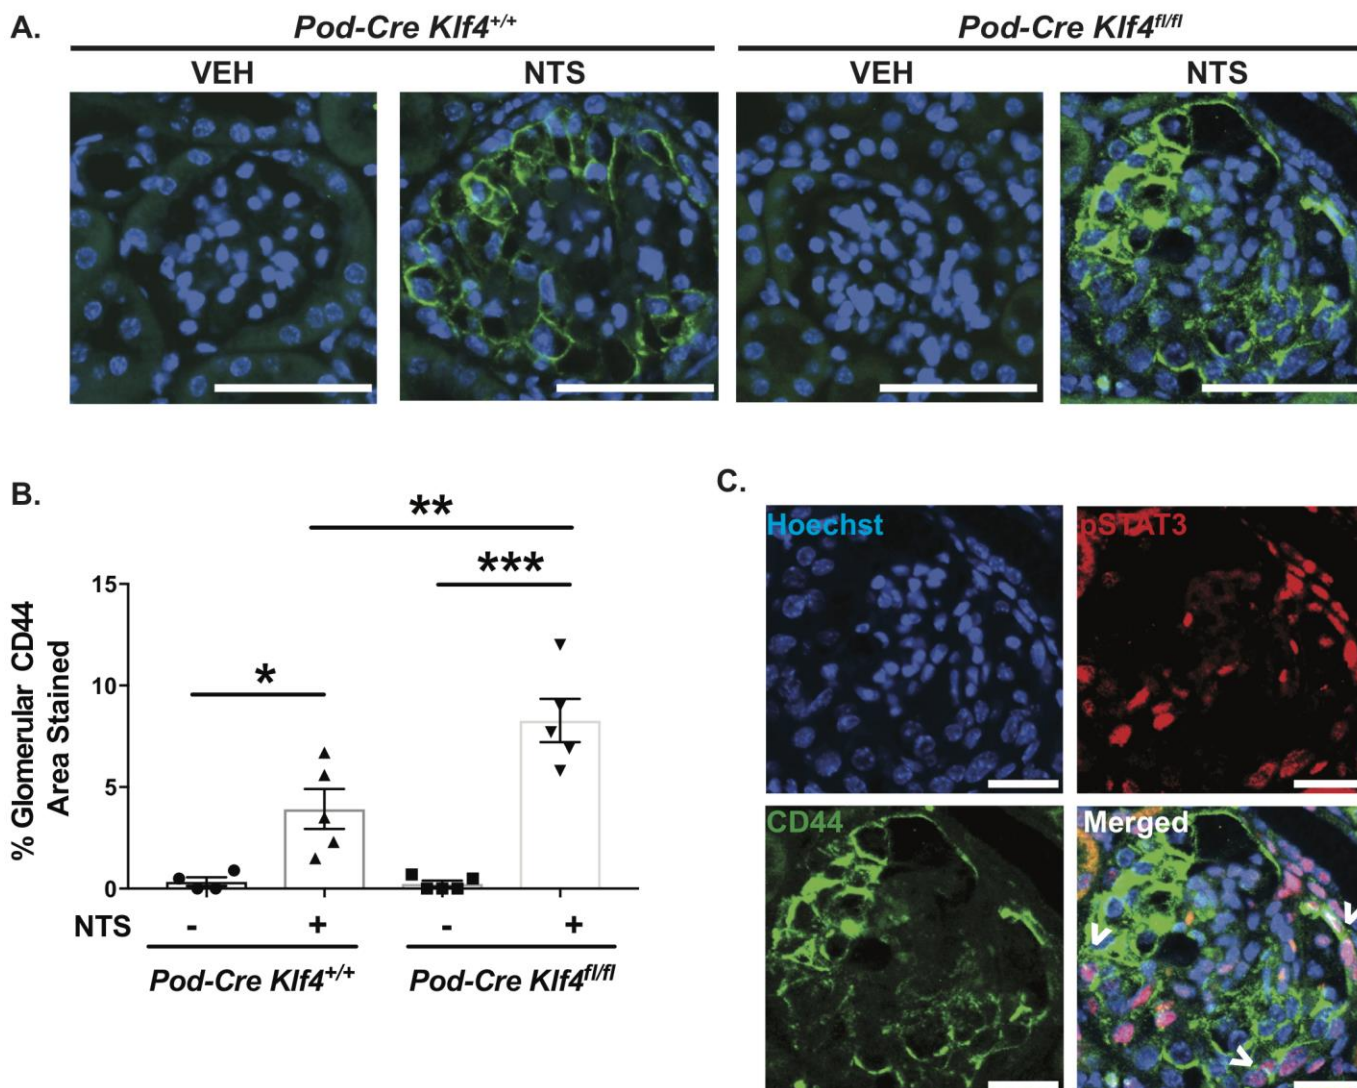 A.
Pod-Cre Klf4+/+
Pod-Cre Klf4fl/fl
VEH
NTS
VEH
NTS
B.
**
***
*
% Glomerular CD44
Area Stained
15
10
5
0
NTS
-
+
-
+
Pod-Cre Klf4+/+
Pod-Cre Klf4fl/fl
C.
Hoechst
pSTAT3
CD44
Merged